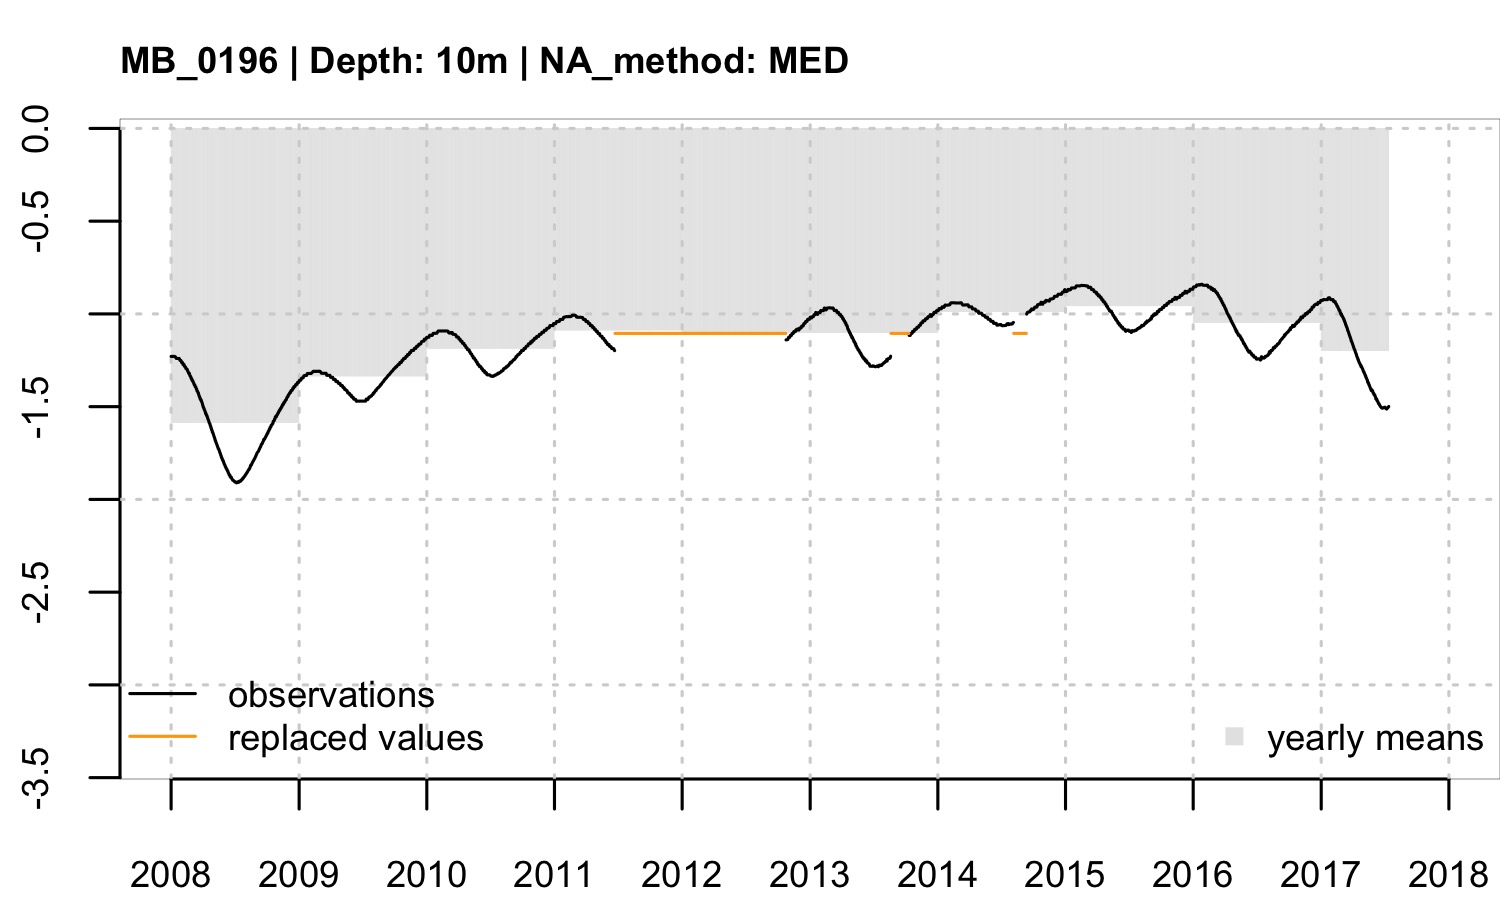 MB_0196 | Depth: 10m | NA_method: MED
0.0
-0.5
-1.5
-2.5
-3.5
observations
replaced values
yearly means
2008 2009 2010 2011 2012 2013 2014 2015 2016 2017 2018